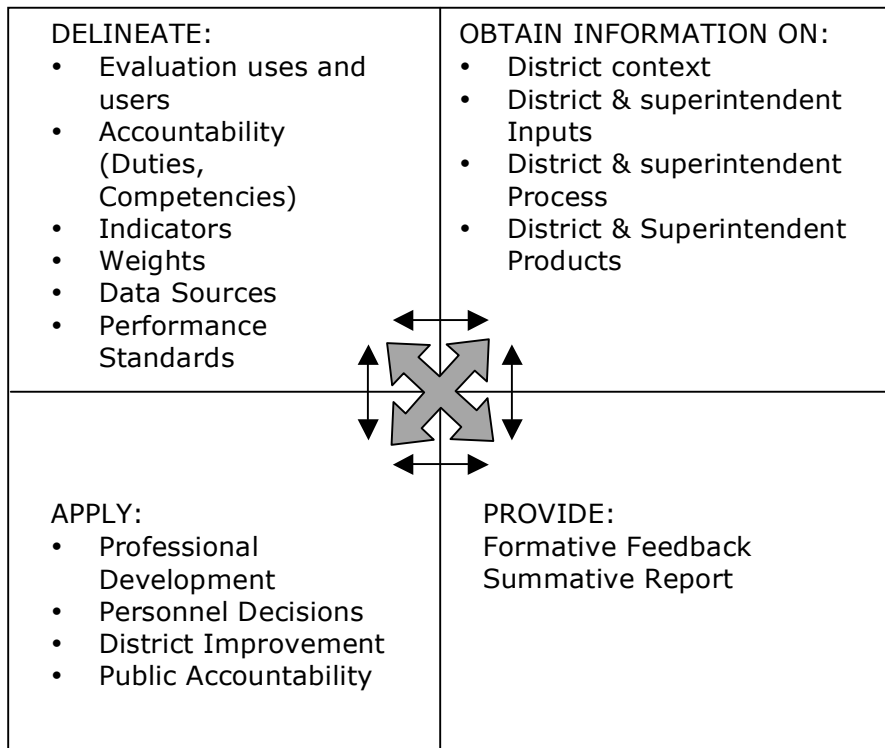 DELINEATE:
• Evaluation uses and
users
• Accountability
(Duties,
Competencies)
• Indicators
• Weights
• Data Sources
• Performance
Standards
OBTAIN INFORMATION ON:
• District context
• District & superintendent
Inputs
• District & superintendent
Process
• District & Superintendent
Products
APPLY:
• Professional
Development
• Personnel Decisions
• District Improvement
• Public Accountability
PROVIDE:
Formative Feedback
Summative Report